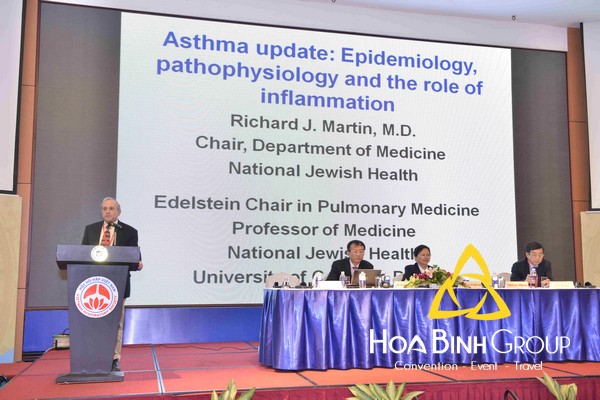 Asthma update: Epidemiology,
pathophysiology and the role of
inflammation
Richard J. Martin, M.D.
Chair, Department of Medicine
National Jewish Health
Edelstein Chair in Pulmonary Medicine
Professor of Medicine
National Jewish Health
University of
HOA BINH GROUP
Convention - Event - Travel